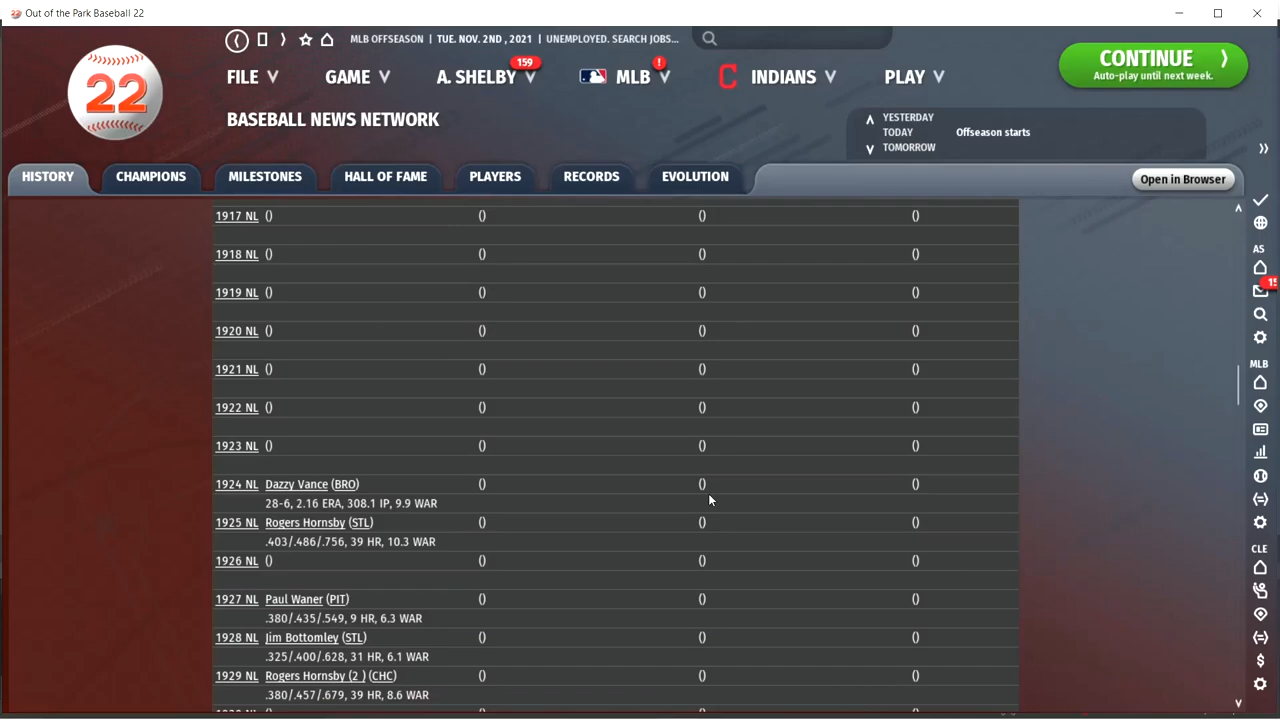 Out of the Park Baseball 22
MLB OFFSEASON | TUE. NOV. 2ND , 2021 | UNEMPLOYED. SEARCH JOBS...
22
FILE GAME A. SHELBY 159 MLB ! C INDIANS PLAY
CONTINUE
Auto-play until next week.
BASEBALL NEWS NETWORK
YESTERDAY
TODAY Offseason starts
TOMORROW
HISTORY CHAMPIONS MILESTONES HALL OF FAME PLAYERS RECORDS EVOLUTION Open in Browser
1917 NL () () () ()
1918 NL () () () ()
1919 NL () () () ()
1920 NL () () () ()
1921 NL () () () ()
1922 NL () () () ()
1923 NL () () () ()
1924 NL Dazzy Vance (BRO) () () ()
28-6, 2.16 ERA, 308.1 IP, 9.9 WAR
1925 NL Rogers Hornsby (STL) () () ()
.403/.486/.756, 39 HR, 10.3 WAR
1926 NL () () () ()
1927 NL Paul Waner (PIT) () () ()
.380/.435/.549, 9 HR, 6.3 WAR
1928 NL Jim Bottomley (STL) () () ()
.325/.400/.628, 31 HR, 6.1 WAR
1929 NL Rogers Hornsby (2 ) (CHC) () () ()
.380/.457/.679, 39 HR, 8.6 WAR
AS
MLB
CLE